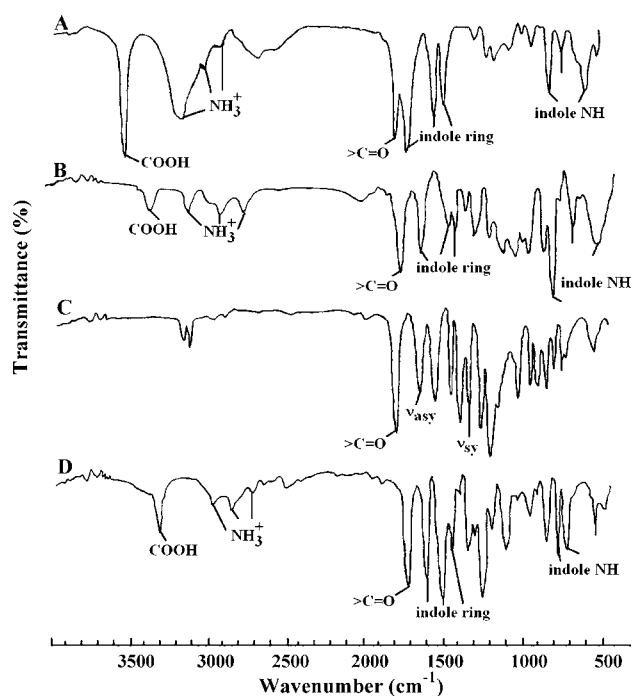 A
NH3+
COOH
>C=O
indole ring
indole NH
B
COOH
NH3+
>C=O
indole ring
indole NH
C
>C=O
νasy
νsy
D
COOH
NH3+
>C=O
indole ring
indole NH
Transmittance (%)
3500 3000 2500 2000 1500 1000 500
Wavenumber (cm-1)